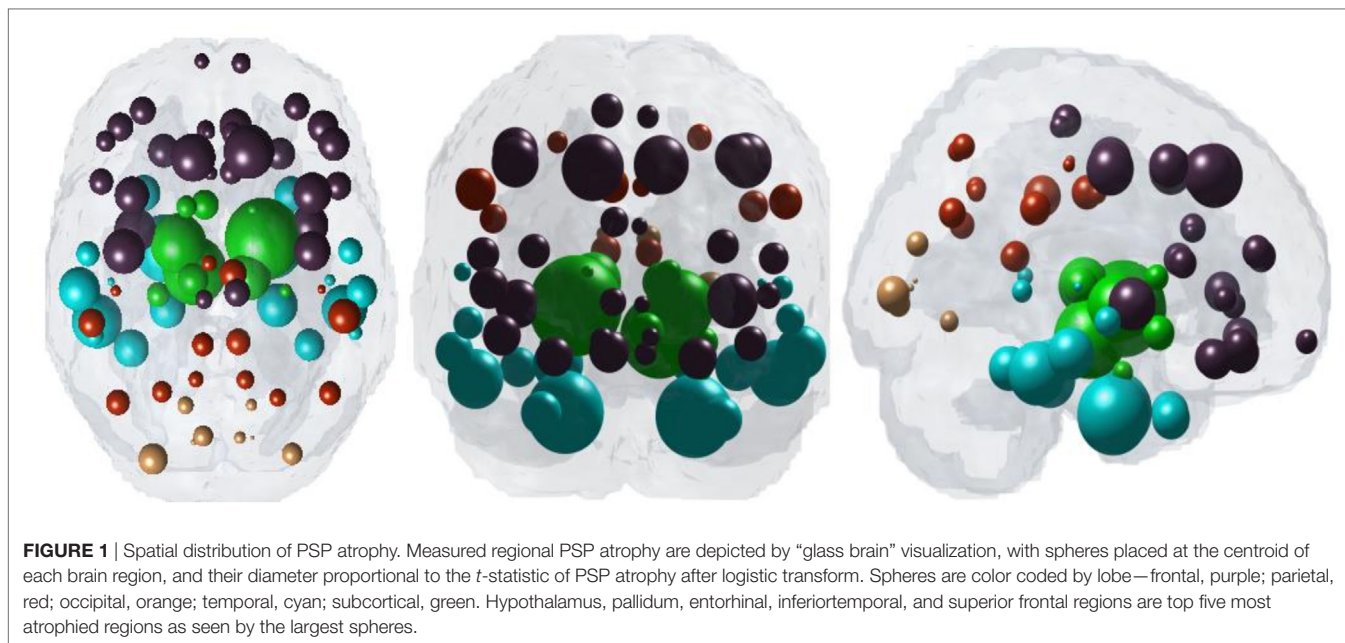 FIGURE 1 | Spatial distribution of PSP atrophy. Measured regional PSP atrophy are depicted by “glass brain” visualization, with spheres placed at the centroid of
each brain region, and their diameter proportional to the t-statistic of PSP atrophy after logistic transform. Spheres are color coded by lobe—frontal, purple; parietal,
red; occipital, orange; temporal, cyan; subcortical, green. Hypothalamus, pallidum, entorhinal, inferiortemporal, and superior frontal regions are top five most
atrophied regions as seen by the largest spheres.